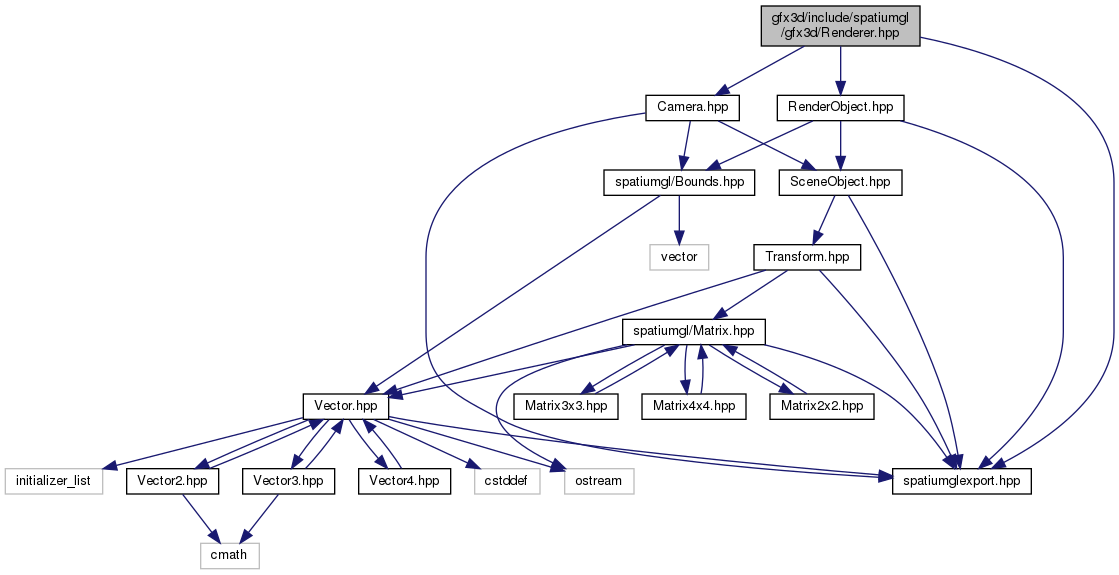 gfx3d/include/spatiumgl
/gfx3d/Renderer.hpp
Camera.hpp
RenderObject.hpp
spatiumgl/Bounds.hpp
SceneObject.hpp
vector
Transform.hpp
spatiumgl/Matrix.hpp
Vector.hpp
Matrix3x3.hpp
Matrix4x4.hpp
Matrix2x2.hpp
initializer_list
Vector2.hpp
Vector3.hpp
Vector4.hpp
cstddef
ostream
spatiumglexport.hpp
cmath